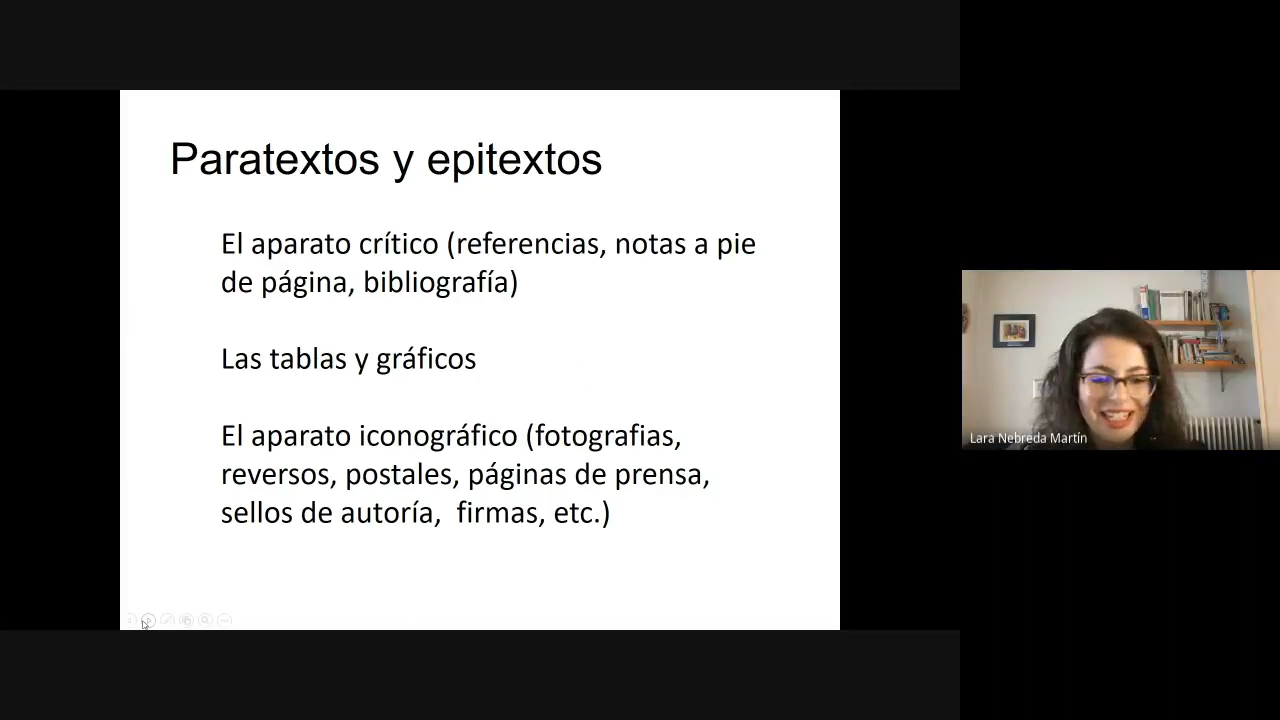 Paratextos y epitextos
El aparato crítico (referencias, notas a pie
de página, bibliografía)
Las tablas y gráficos
El aparato iconográfico (fotografias,
reversos, postales, páginas de prensa,
sellos de autoría,  firmas, etc.)
Lara Nebreda Martín